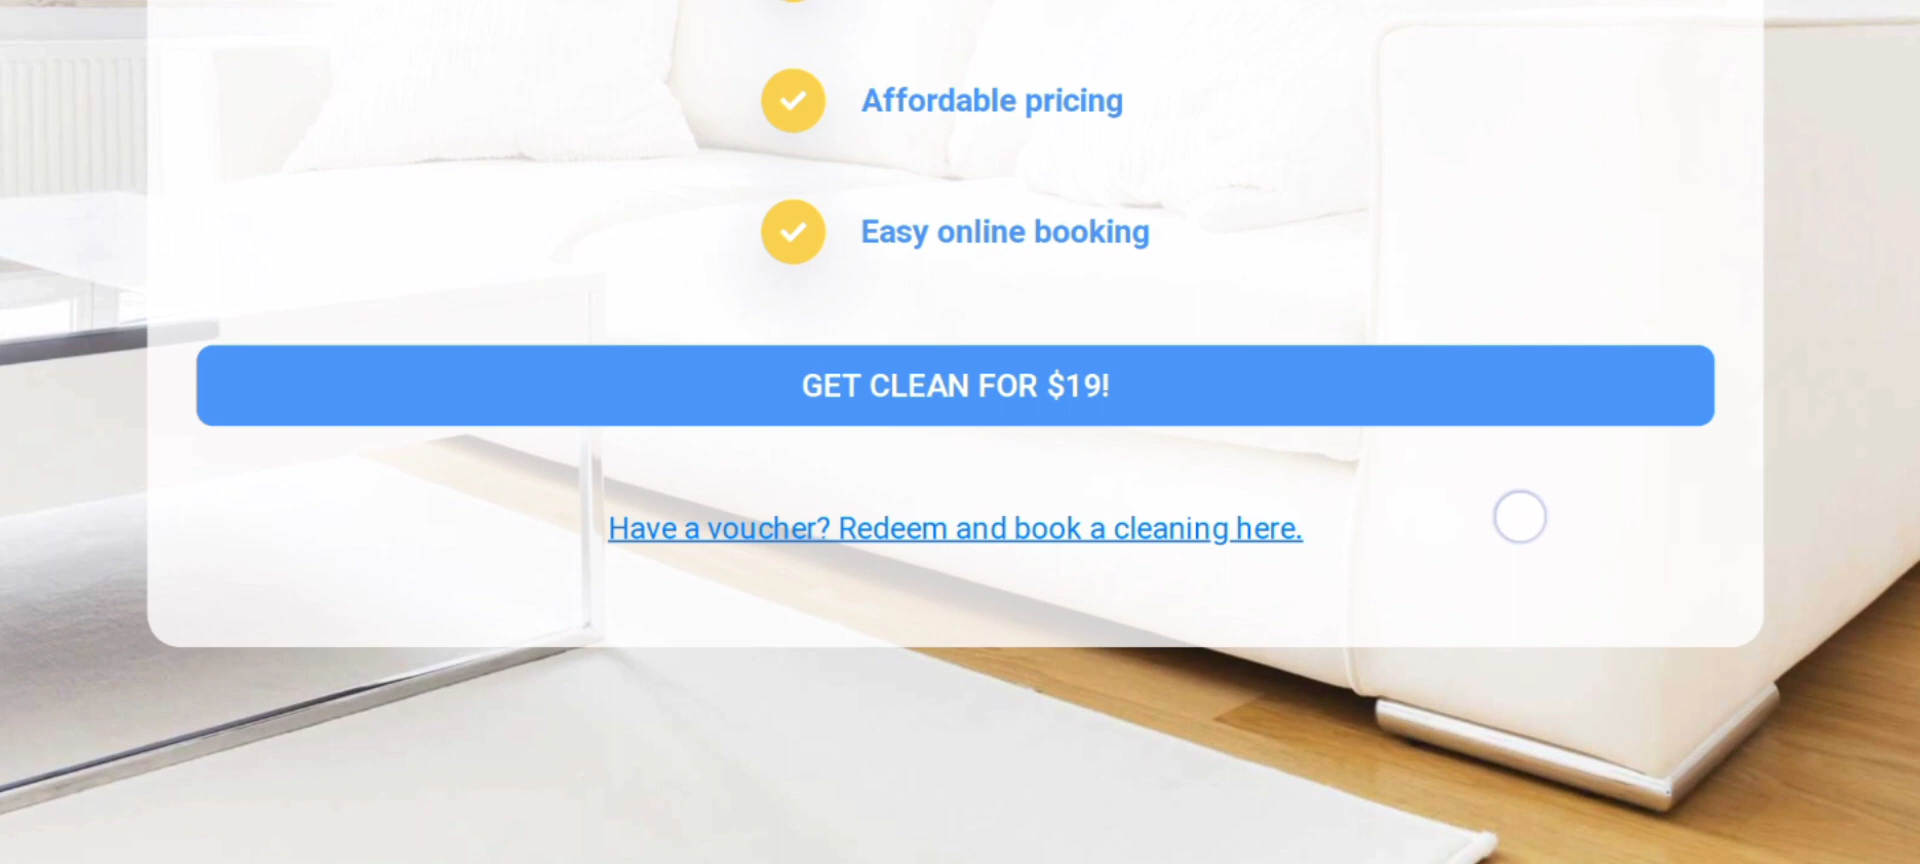 Affordable pricing
Easy online booking
GET CLEAN FOR $19!
Have a voucher? Redeem and book a cleaning here.